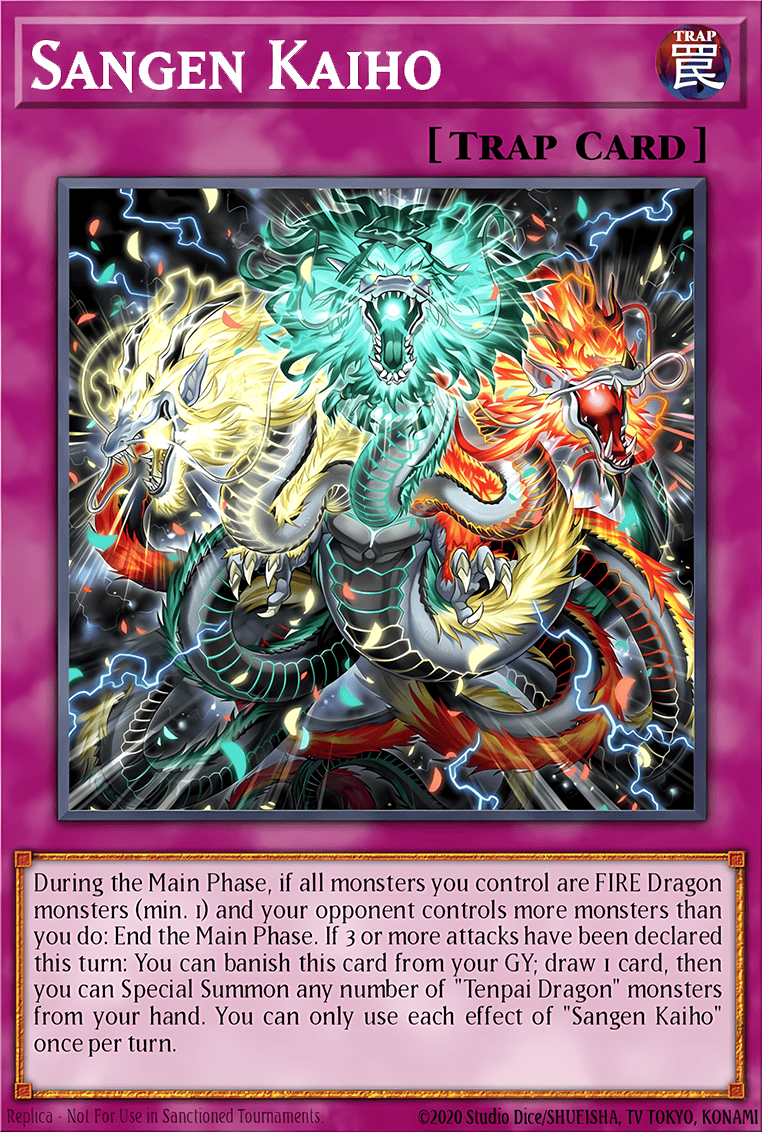 Sangen Kaiho
TRAP
罠
[Trap Card]
During the Main Phase, if all monsters you control are FIRE Dragon
monsters (min. 1) and your opponent controls more monsters than
you do: End the Main Phase. If 3 or more attacks have been declared
this turn: You can banish this card from your GY; draw 1 card, then
you can Special Summon any number of "Tenpai Dragon" monsters
from your hand. You can only use each effect of "Sangen Kaiho"
once per turn.
Replica - Not For Use in Sanctioned Tournaments.
©2020 Studio Dice/SHUEISHA, TV TOKYO, KONAMI